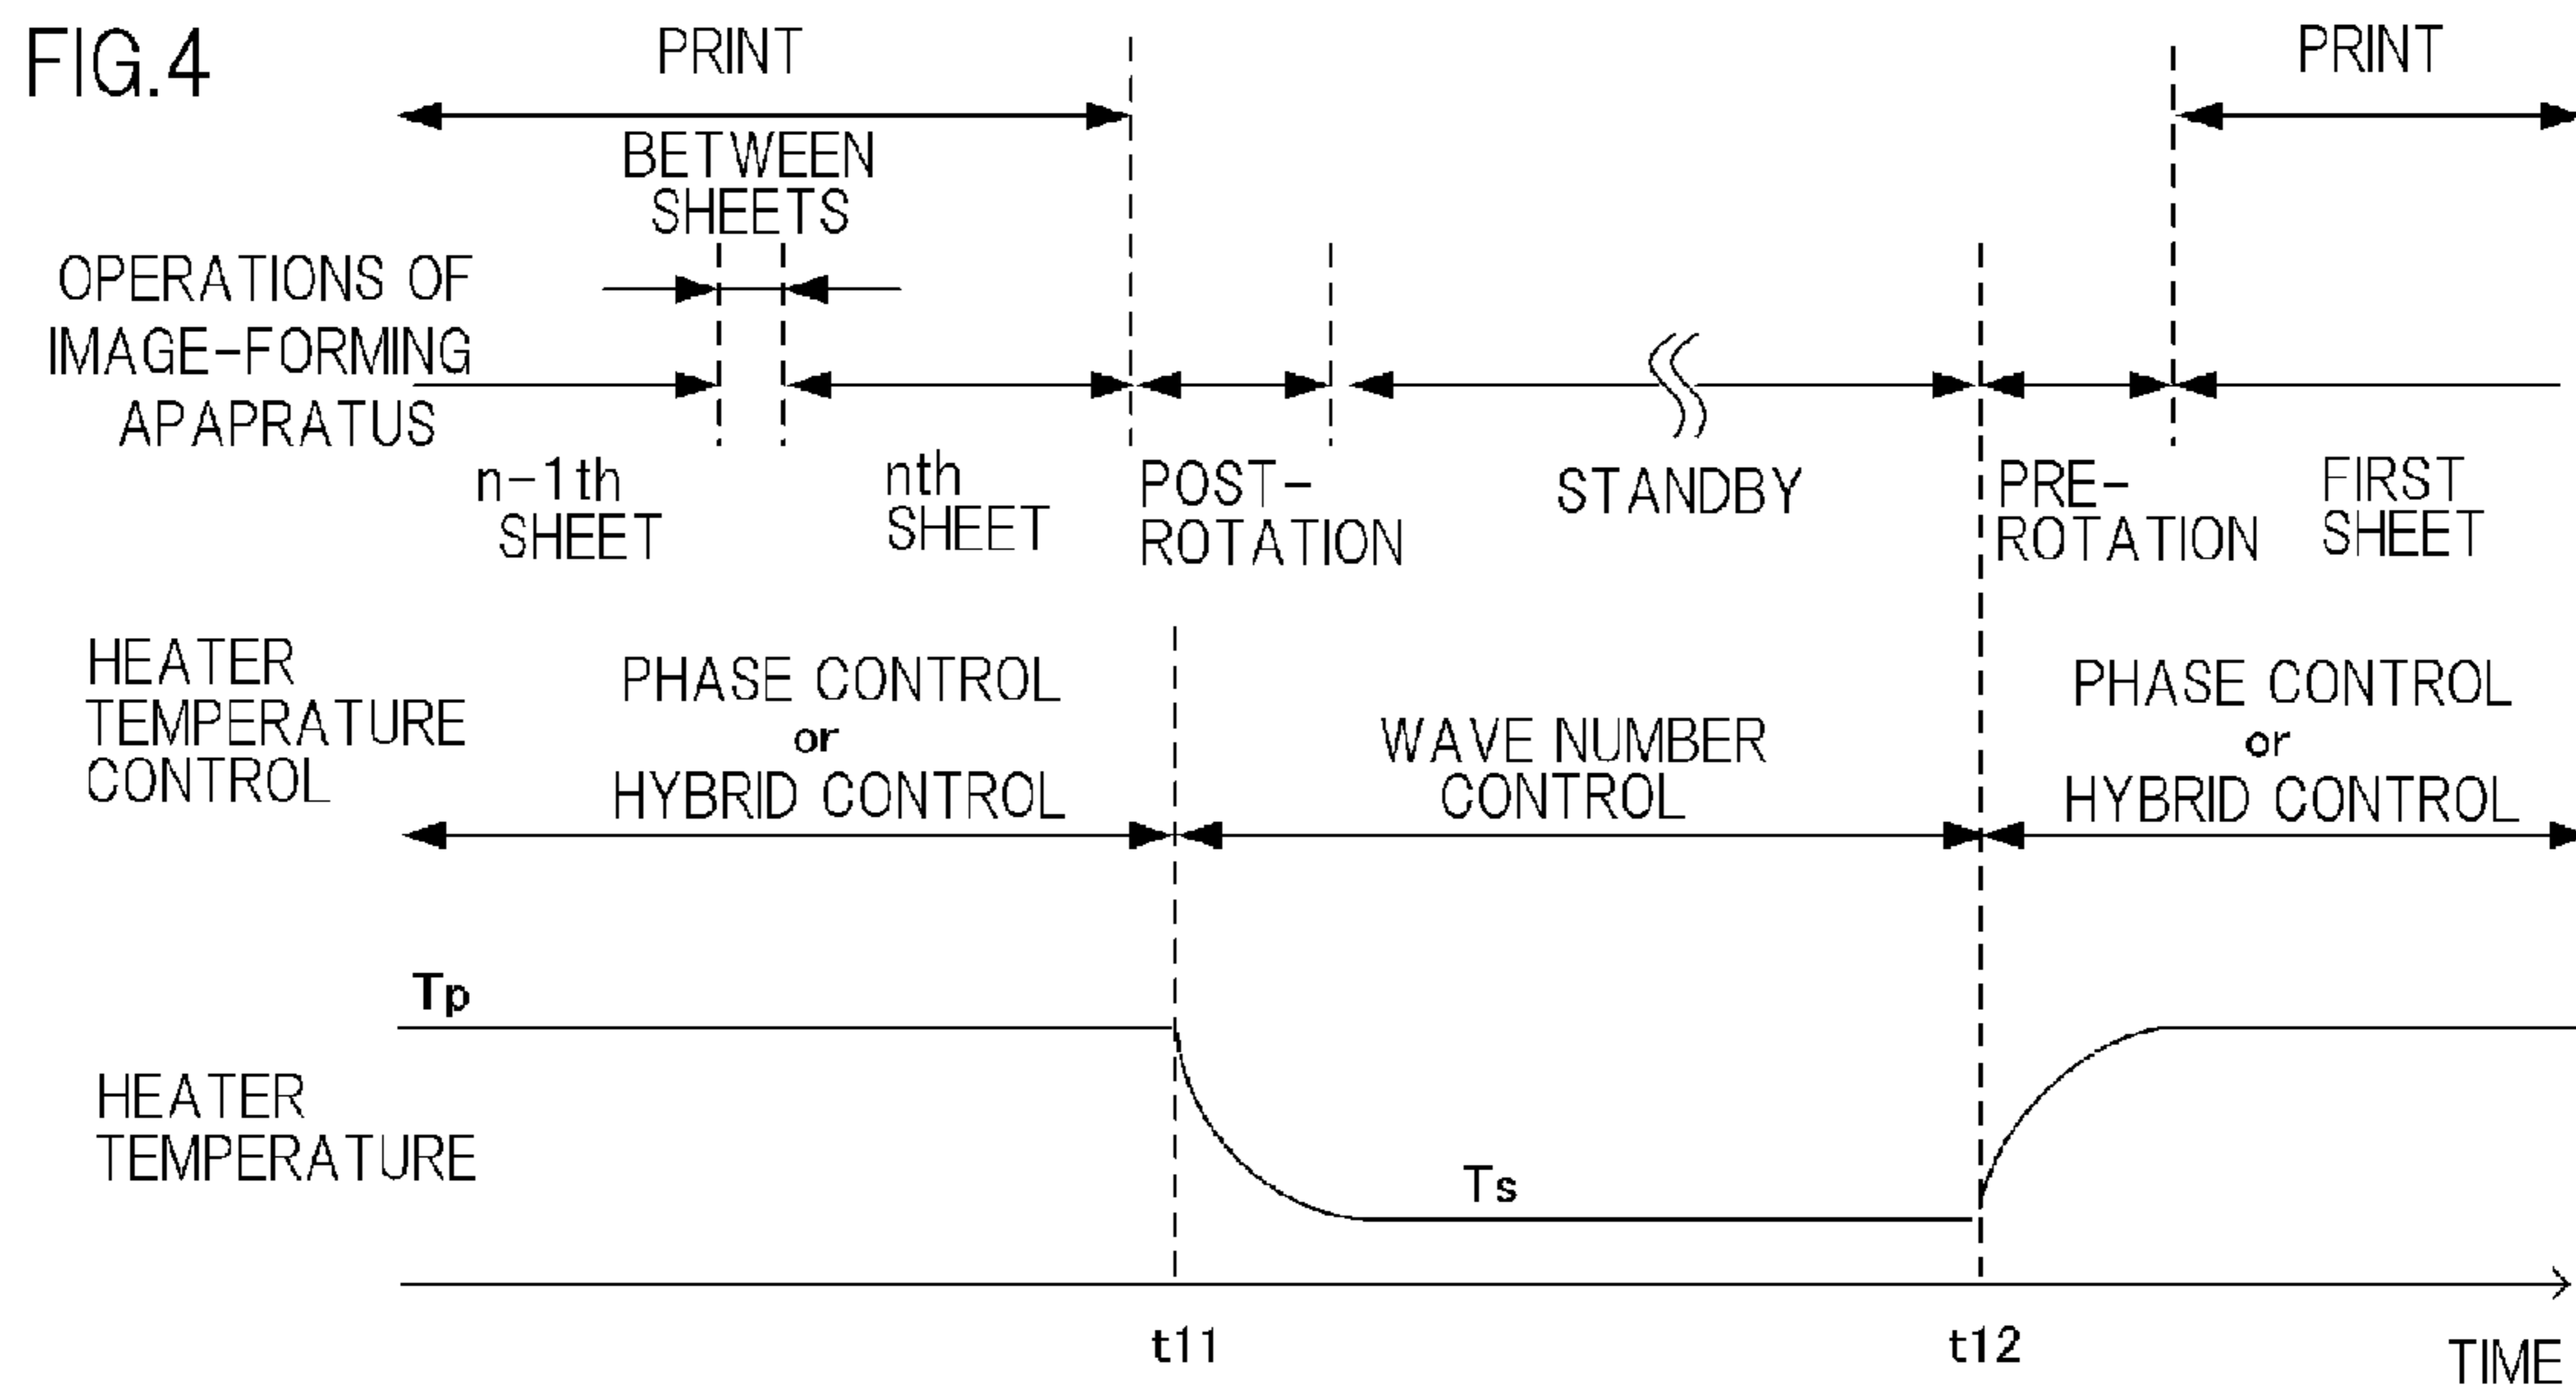 FIG.4
PRINT
PRINT
BETWEEN
SHEETS
OPERATIONS OF
IMAGE-FORMING
APAPRATUS
n-1th
SHEET
nth
SHEET
POST-
ROTATION
STANDBY
PRE-
ROTATION
FIRST
SHEET
HEATER
TEMPERATURE
CONTROL
PHASE CONTROL
or
HYBRID CONTROL
WAVE NUMBER
CONTROL
PHASE CONTROL
or
HYBRID CONTROL
Tp
HEATER
TEMPERATURE
Ts
t11
t12
TIME